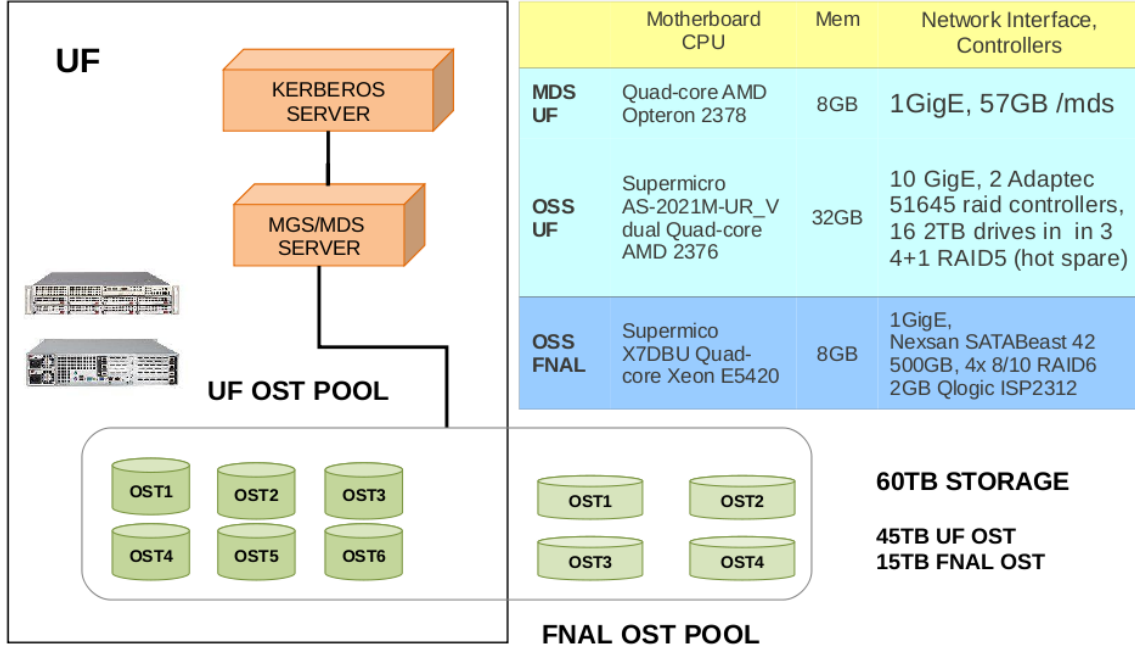 UF
KERBEROS
SERVER
MGS/MDS
SERVER
UF OST POOL
OST1
OST2
OST3
OST4
OST5
OST6
OST1
OST2
OST3
OST4
FNAL OST POOL
Motherboard
CPU
Mem
Network Interface,
Controllers
MDS
UF
Quad-core AMD
Opteron 2378
8GB
1GigE, 57GB /mds
OSS
UF
Supermicro
AS-2021M-UR_V
dual Quad-core
AMD 2376
32GB
10 GigE, 2 Adaptec
51645 raid controllers,
16 2TB drives in in 3
4+1 RAID5 (hot spare)
OSS
FNAL
Supermico
X7DBU Quad-
core Xeon E5420
8GB
1GigE,
Nexsan SATABeast 42
500GB, 4x 8/10 RAID6
2GB Qlogic ISP2312
60TB STORAGE
45TB UF OST
15TB FNAL OST